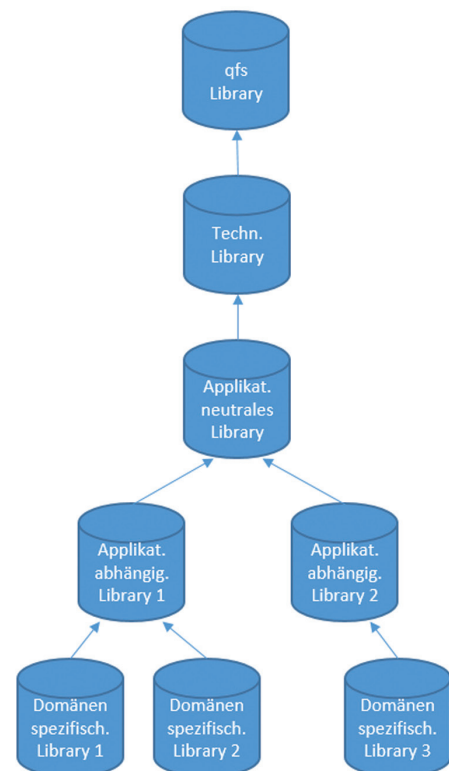 qfs
Library
Techn.
Library
Applikat.
neutrales
Library
Applikat.
abhängig.
Library 1
Applikat.
abhängig.
Library 2
Domänen
spezifisch.
Library 1
Domänen
spezifisch.
Library 2
Domänen
spezifisch.
Library 3